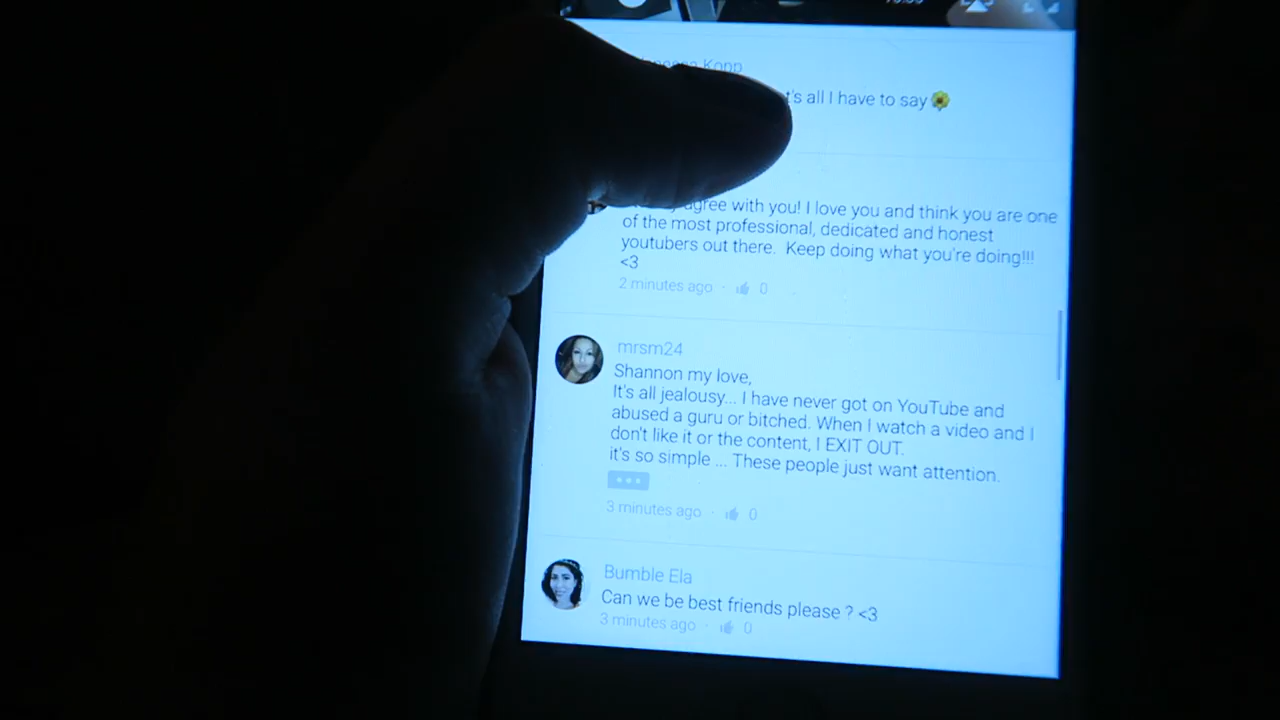 Kopp
t's all I have to say
agree with you! I love you and think you are one
of the most professional, dedicated and honest
youtubers out there. Keep doing what you're doing!!!
<3
2 minutes ago · 0
mrsm24
Shannon my love,
It's all jealousy... I have never got on YouTube and
abused a guru or bitched. When I watch a video and I
don't like it or the content, I EXIT OUT.
it's so simple ... These people just want attention.
3 minutes ago · 0
Bumble Ela
Can we be best friends please ? <3
3 minutes ago · 0